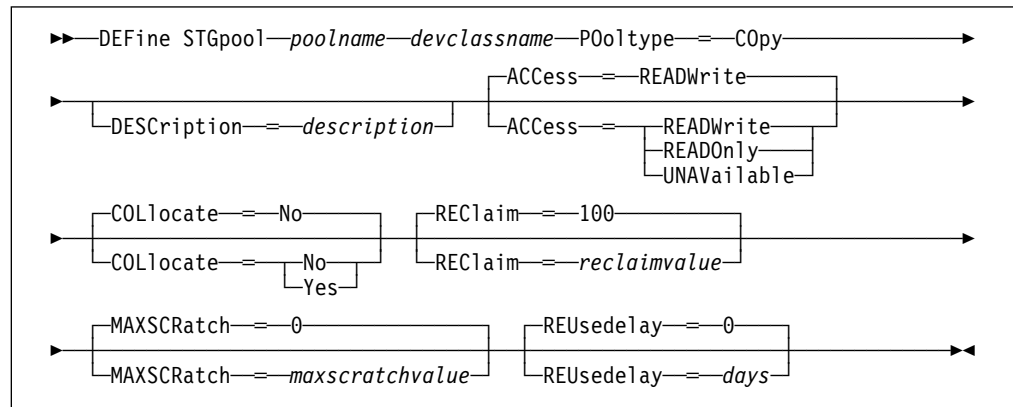 DEFine STGpool poolname devclassname POoltype = COpy
ACCess = READWrite
DESCription = description ACCess = READWrite
READOnly
UNAVailable
COLlocate = No REClaim = 100
COLlocate = No REClaim = reclaimvalue
Yes
MAXSCRatch = 0 REUsedelay = 0
MAXSCRatch = maxscratchvalue REUsedelay = days